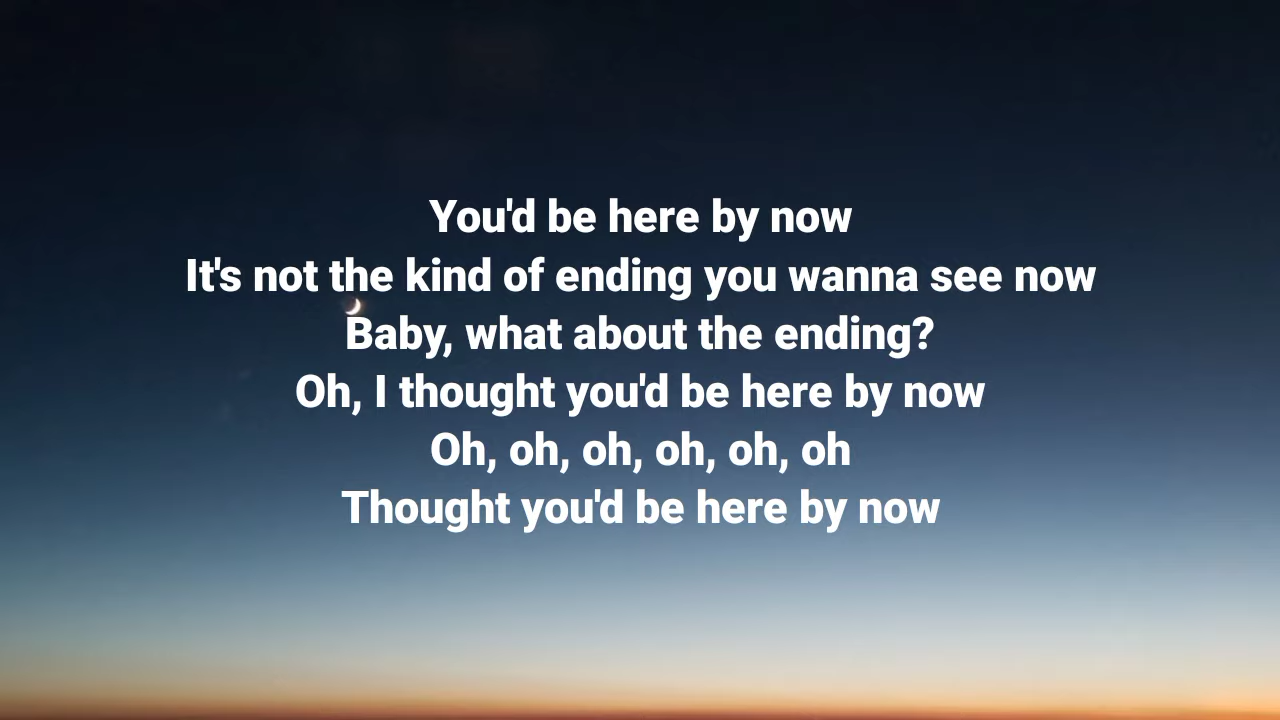 You'd be here by now
It's not the kind of ending you wanna see now
Baby, what about the ending?
Oh, I thought you'd be here by now
Oh, oh, oh, oh, oh, oh
Thought you'd be here by now